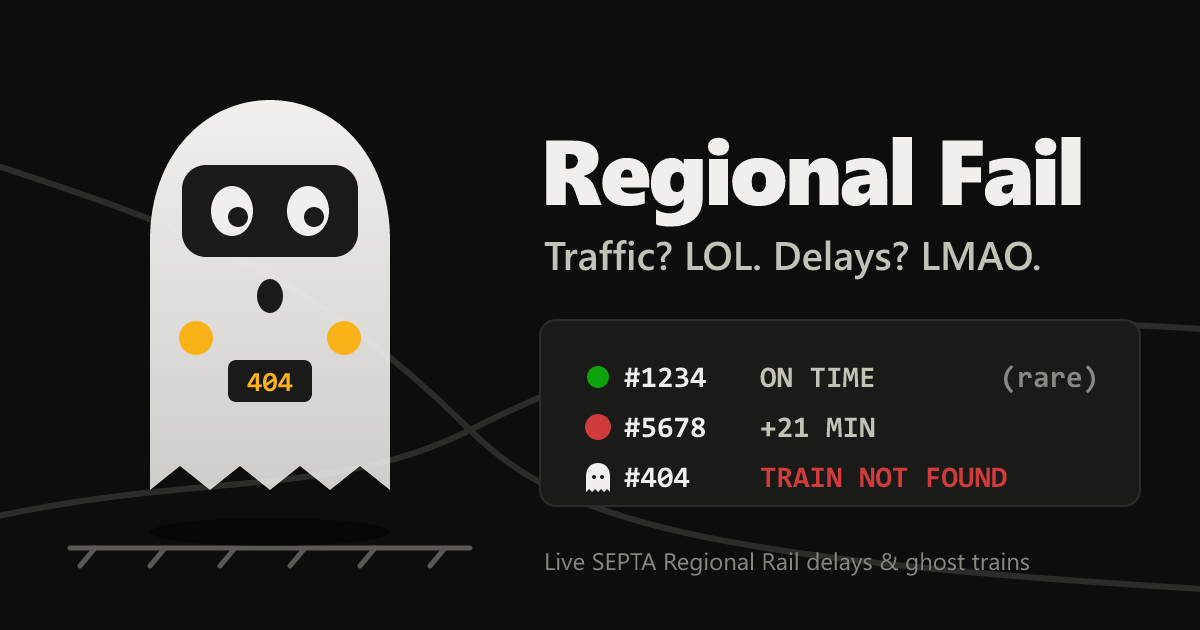 Regional Fail
Traffic? LOL. Delays? LMAO.
404
#1234 ON TIME (rare)
#5678 +21 MIN
#404 TRAIN NOT FOUND
Live SEPTA Regional Rail delays & ghost trains